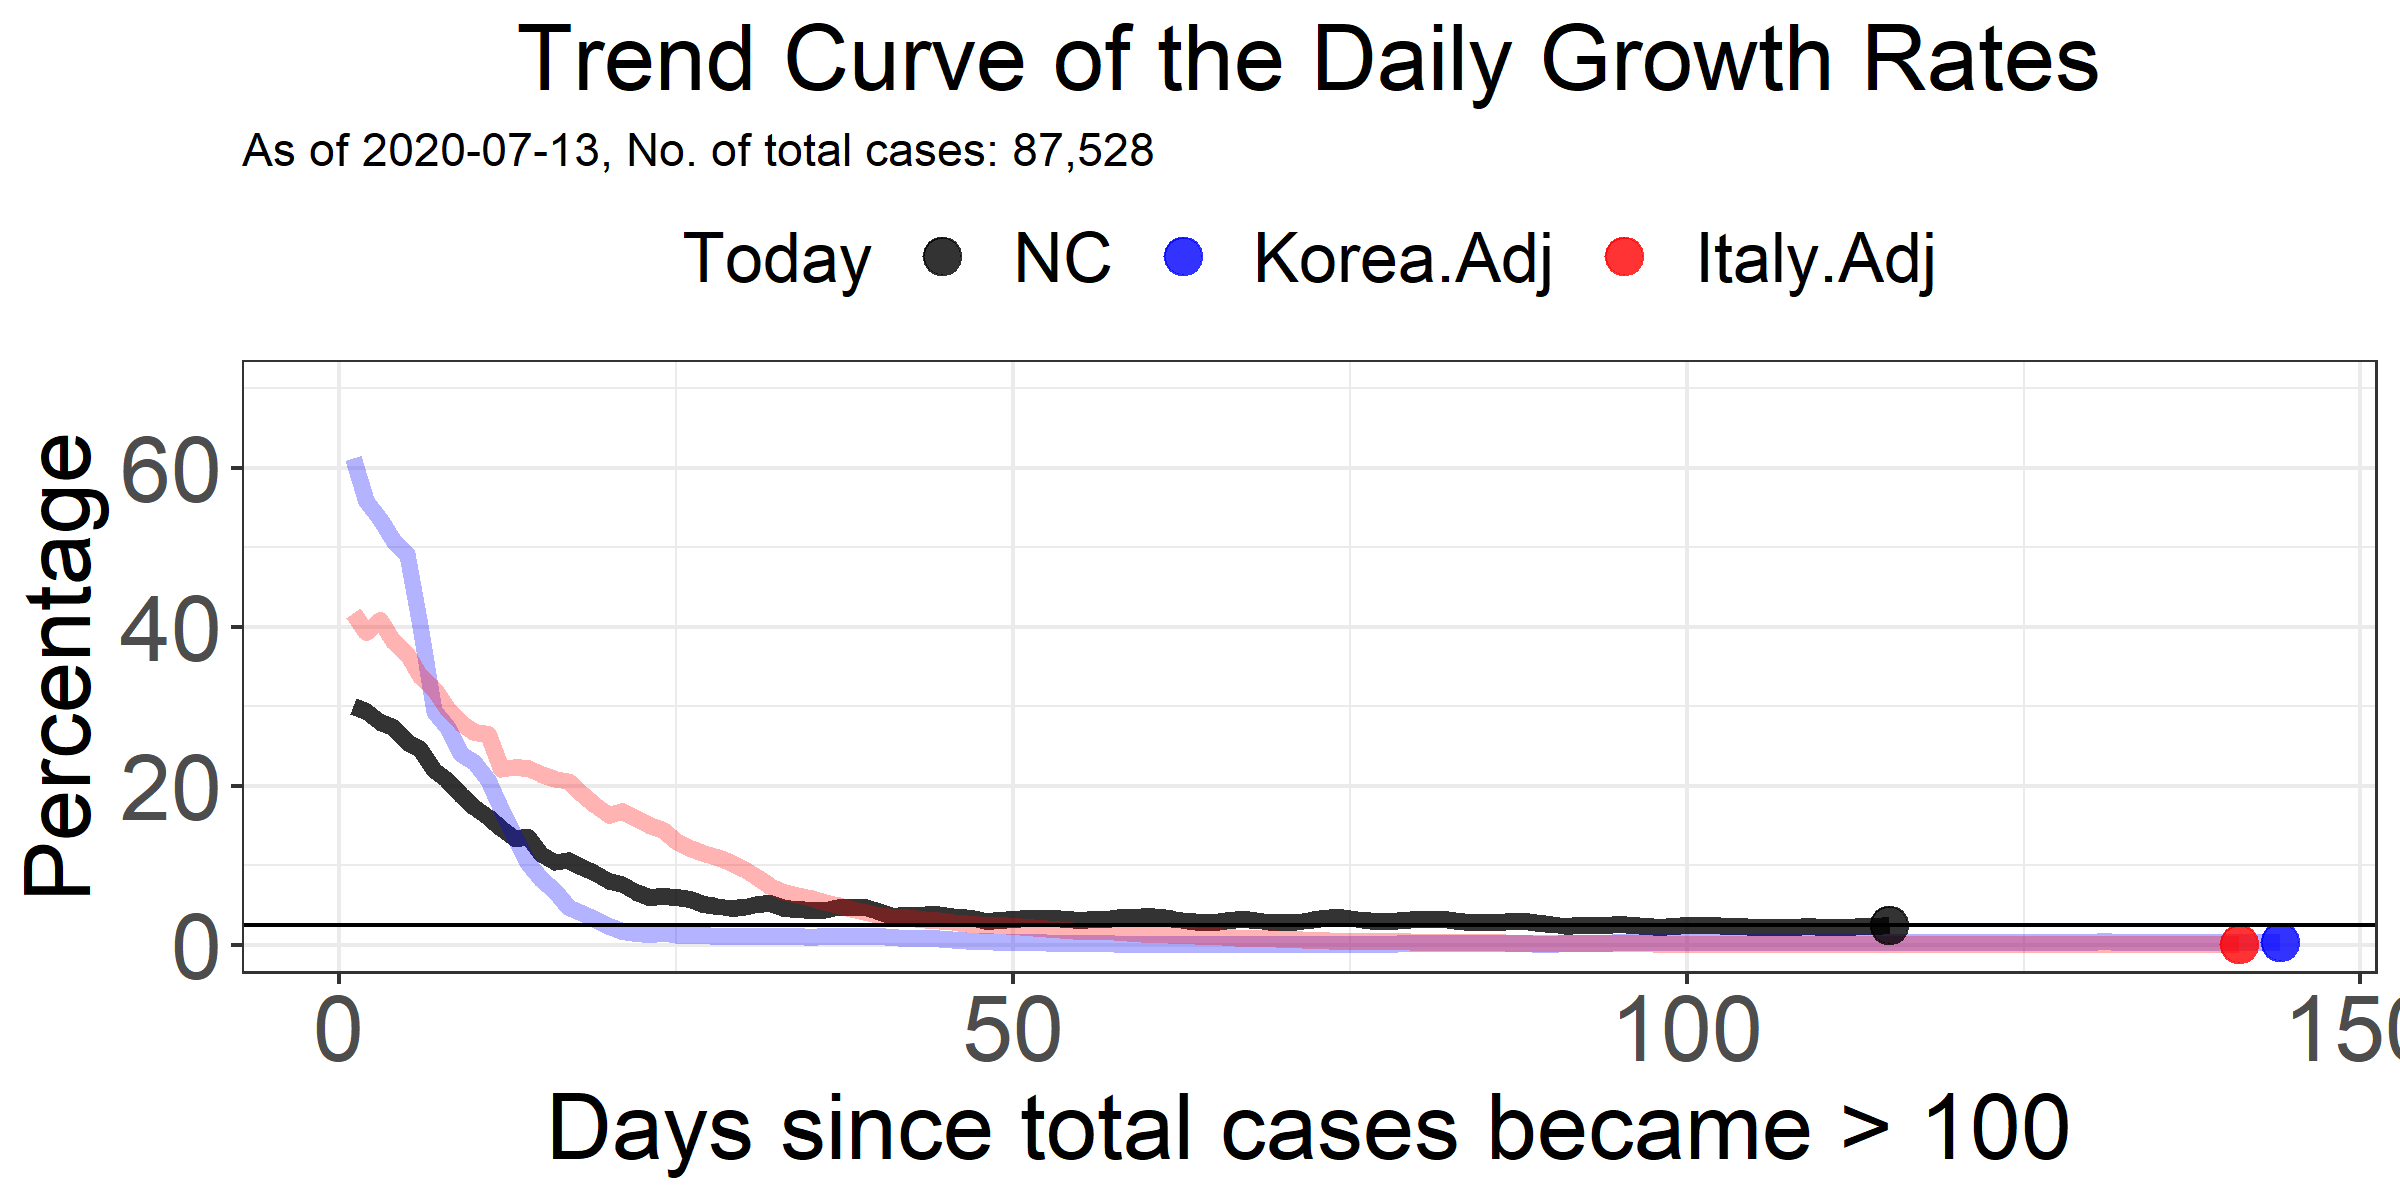 Trend Curve of the Daily Growth Rates
As of 2020-07-13, No. of total cases: 87,528
Today NC Korea.Adj Italy.Adj
Percentage
60
40
20
0
0 50 100 150
Days since total cases became > 100